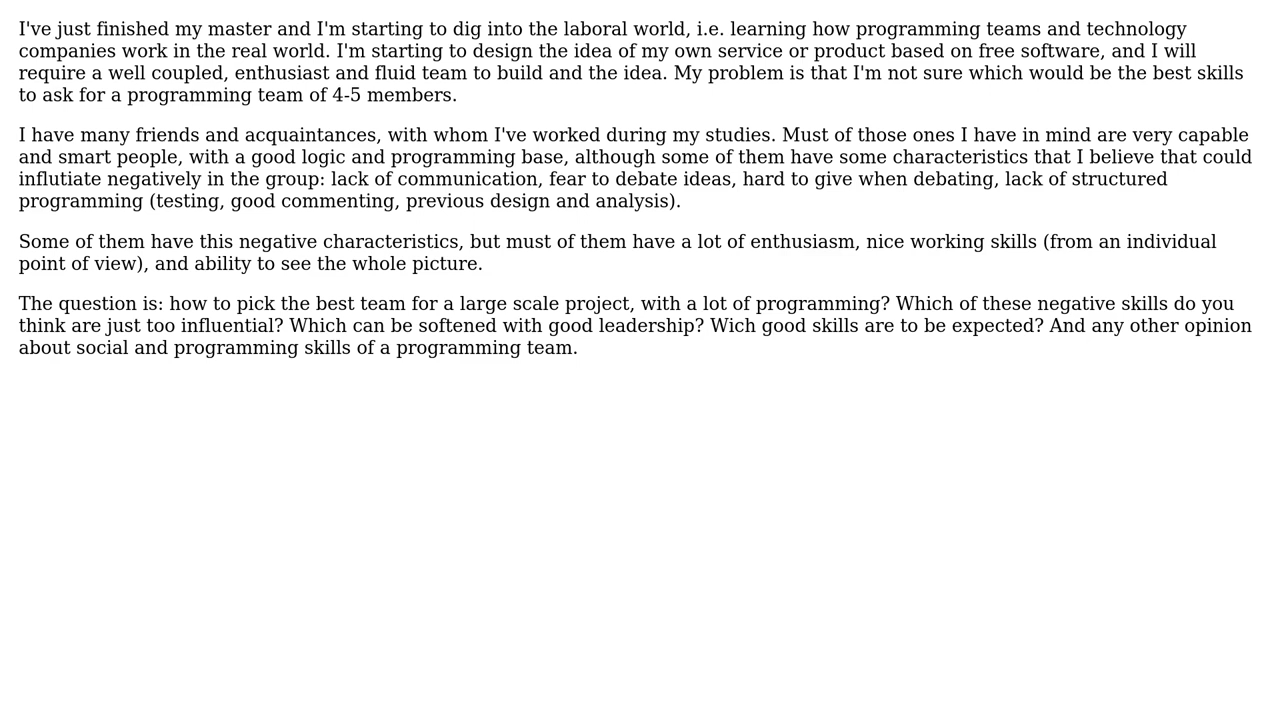 I've just finished my master and I'm starting to dig into the laboral world, i.e. learning how programming teams and technology
companies work in the real world. I'm starting to design the idea of my own service or product based on free software, and I will
require a well coupled, enthusiast and fluid team to build and the idea. My problem is that I'm not sure which would be the best skills
to ask for a programming team of 4-5 members.
I have many friends and acquaintances, with whom I've worked during my studies. Must of those ones I have in mind are very capable
and smart people, with a good logic and programming base, although some of them have some characteristics that I believe that could
influtiate negatively in the group: lack of communication, fear to debate ideas, hard to give when debating, lack of structured
programming (testing, good commenting, previous design and analysis).
Some of them have this negative characteristics, but must of them have a lot of enthusiasm, nice working skills (from an individual
point of view), and ability to see the whole picture.
The question is: how to pick the best team for a large scale project, with a lot of programming? Which of these negative skills do you
think are just too influential? Which can be softened with good leadership? Wich good skills are to be expected? And any other opinion
about social and programming skills of a programming team.